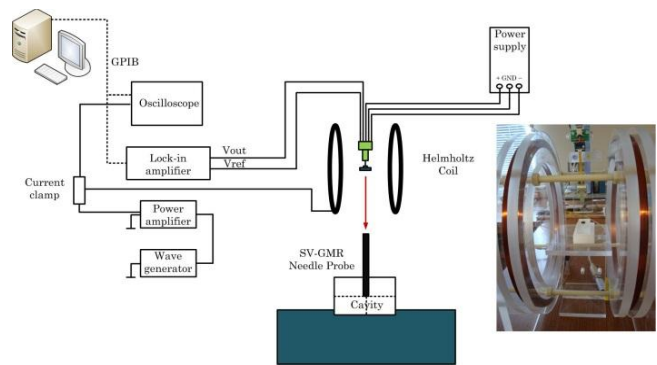 GPIB
Oscilloscope
Power
supply
+ GND −
Vout
Vref
Lock-in
amplifier
Helmholtz
Coil
Current
clamp
Power
amplifier
Wave
generator
SV-GMR
Needle Probe
Cavity